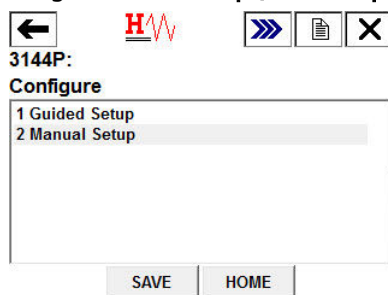 H
3144P:
Configure
1 Guided Setup
2 Manual Setup
SAVE HOME